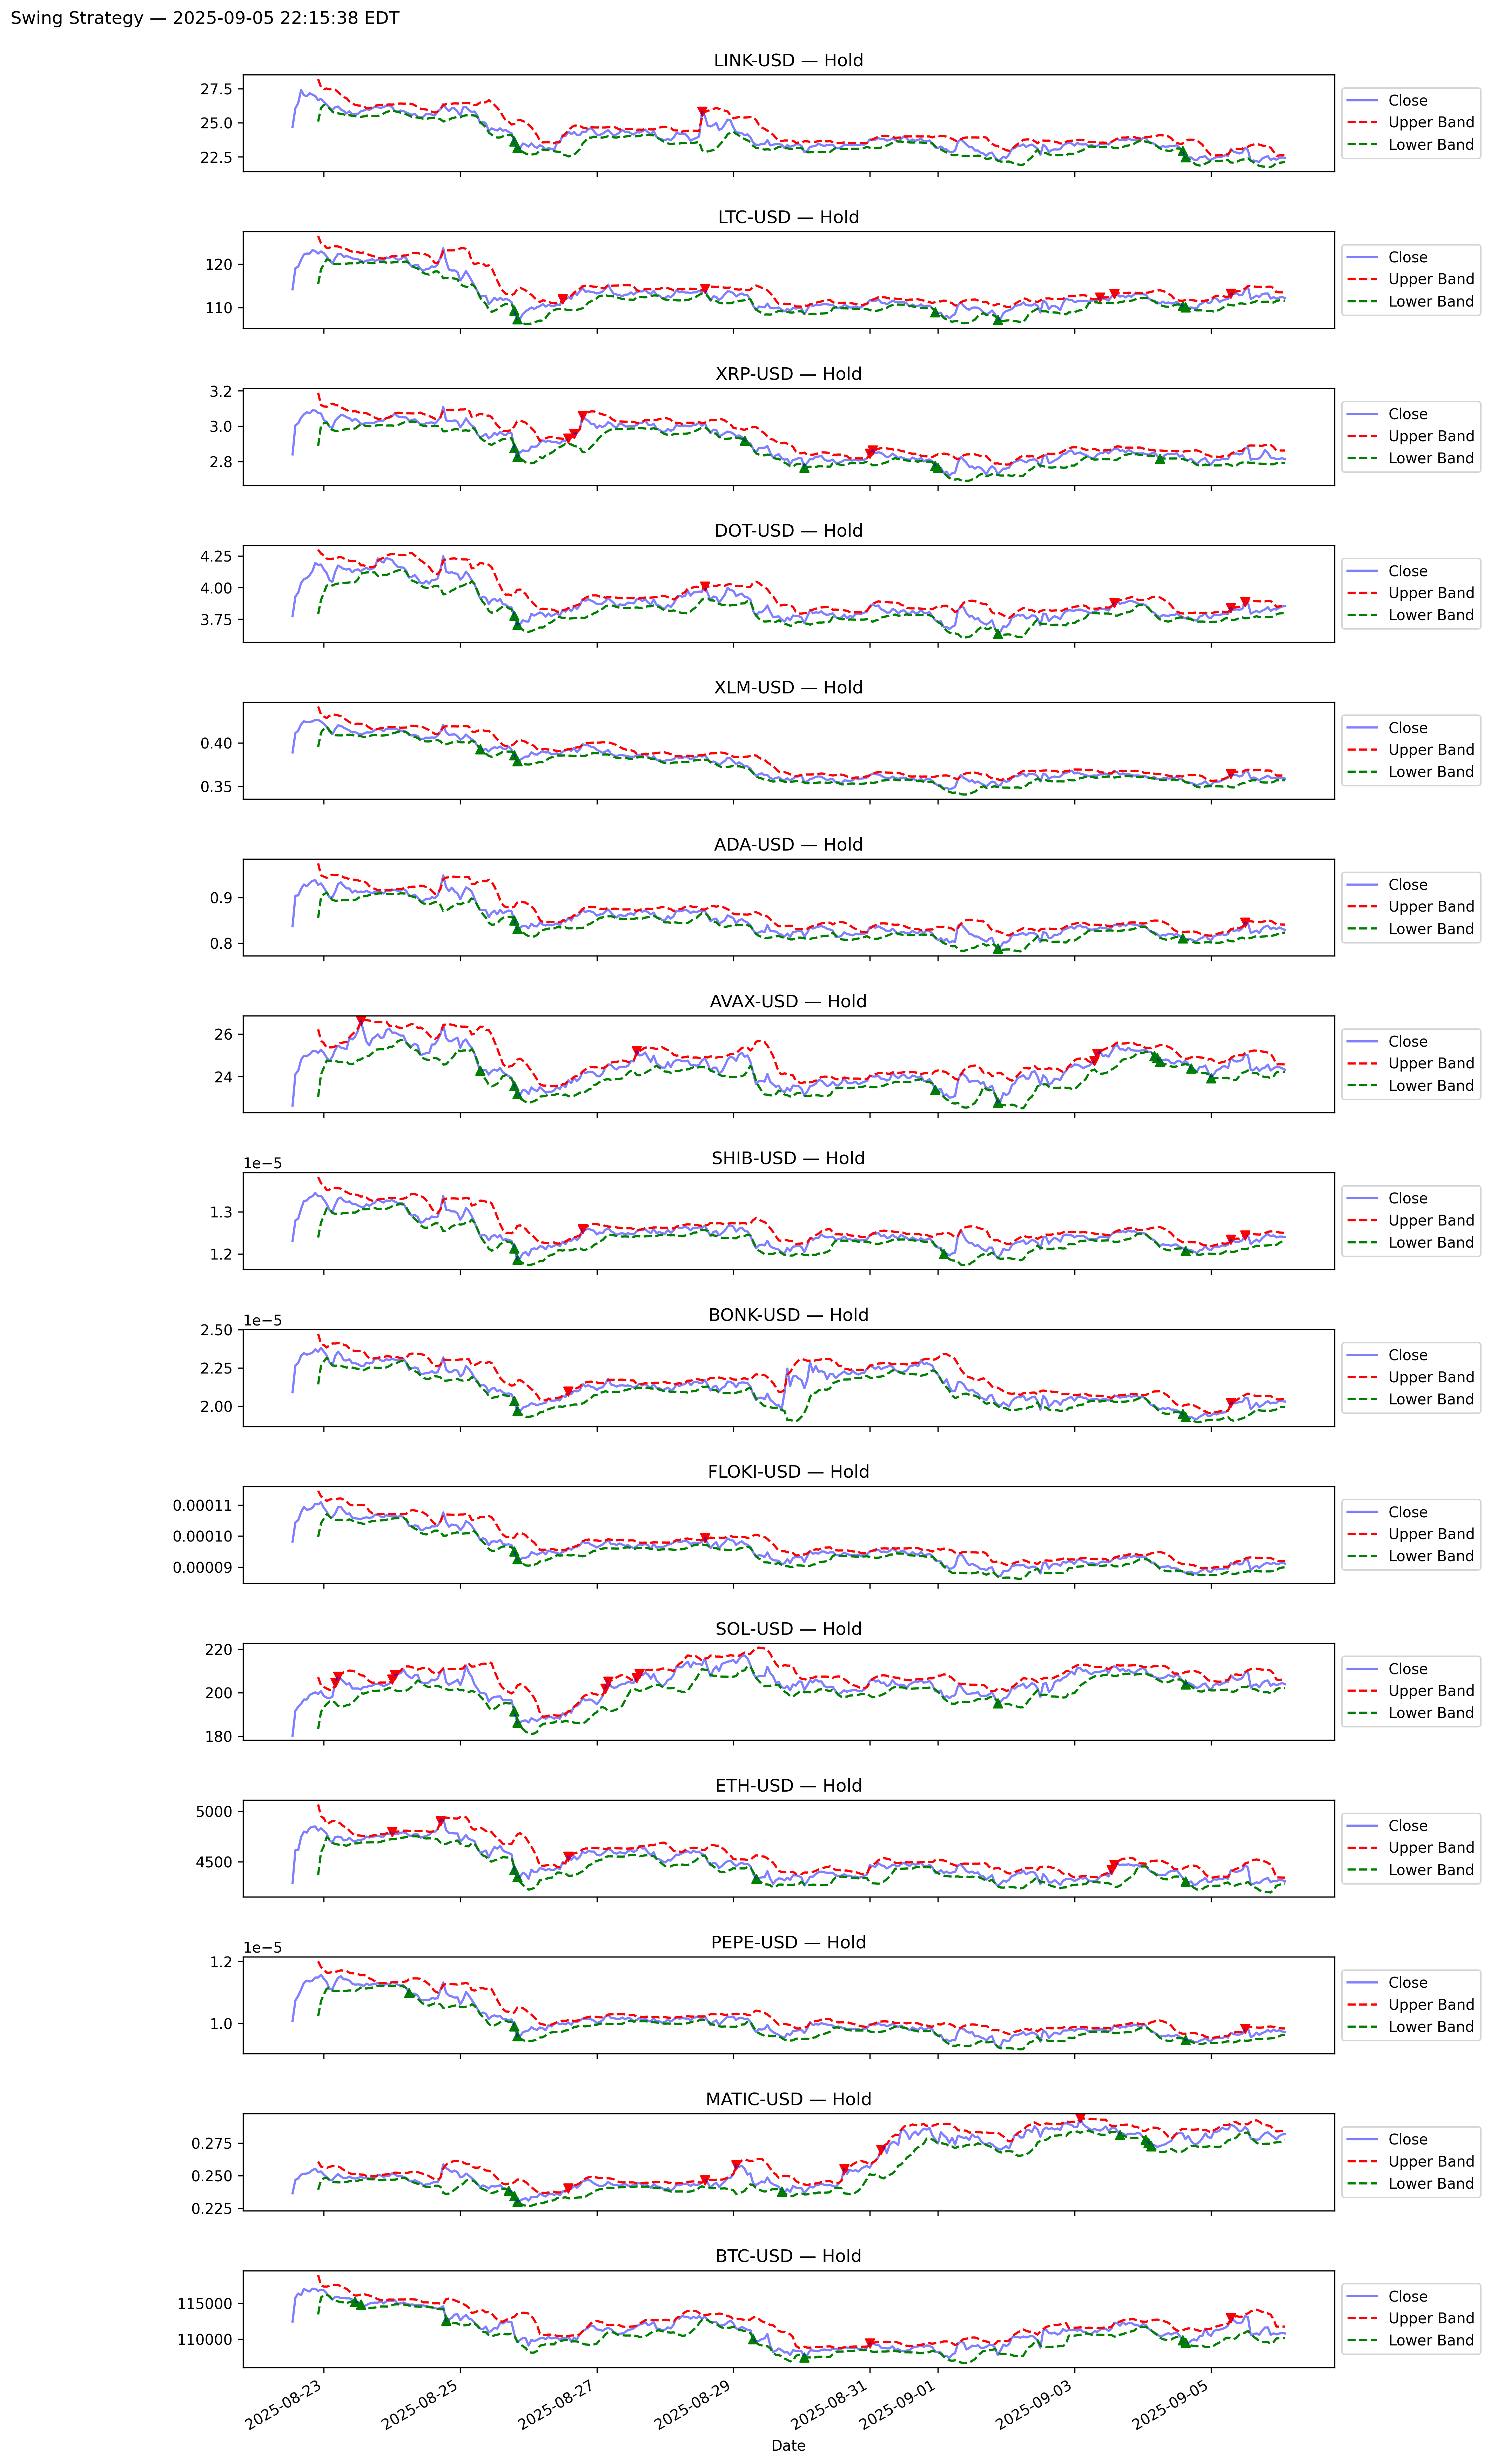 Swing Strategy — 2025-09-05 22:15:38 EDT
LINK-USD — Hold
27.5
25.0
22.5
Close
Upper Band
Lower Band
LTC-USD — Hold
120
110
Close
Upper Band
Lower Band
XRP-USD — Hold
3.2
3.0
2.8
Close
Upper Band
Lower Band
DOT-USD — Hold
4.25
4.00
3.75
Close
Upper Band
Lower Band
XLM-USD — Hold
0.40
0.35
Close
Upper Band
Lower Band
ADA-USD — Hold
0.9
0.8
Close
Upper Band
Lower Band
AVAX-USD — Hold
26
24
Close
Upper Band
Lower Band
SHIB-USD — Hold
1e−5
1.3
1.2
Close
Upper Band
Lower Band
BONK-USD — Hold
1e−5
2.50
2.25
2.00
Close
Upper Band
Lower Band
FLOKI-USD — Hold
0.00011
0.00010
0.00009
Close
Upper Band
Lower Band
SOL-USD — Hold
220
200
180
Close
Upper Band
Lower Band
ETH-USD — Hold
5000
4500
Close
Upper Band
Lower Band
PEPE-USD — Hold
1e−5
1.2
1.0
Close
Upper Band
Lower Band
MATIC-USD — Hold
0.275
0.250
0.225
Close
Upper Band
Lower Band
BTC-USD — Hold
115000
110000
Close
Upper Band
Lower Band
2025-08-23
2025-08-25
2025-08-27
2025-08-29
2025-08-31
2025-09-01
2025-09-03
2025-09-05
Date